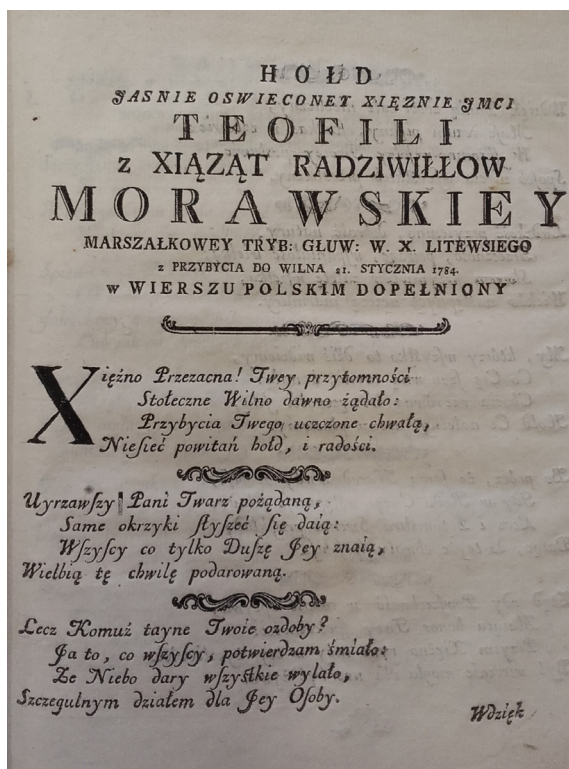 HOŁD
JASNIE OSWIECONEY XIĘZNIE JMCI
TEOFILI
z XIĄZĄT RADZIWIŁŁOW
MORAWSKIEY
MARSZAŁKOWEY TRYB: GŁUW: W. X. LITEWSIEGO
z PRZYBYCIA DO WILNA 21. STYCZNIA 1784.
w WIERSZU POLSKIM DOPEŁNIONY
Xiężno Przezacna! Twey przytomności
Stołeczne Wilno dawno żądało:
Przybycia Twego uczczone chwałą,
Nieſieć powitań hołd, i radości.
Uyrzawſzy Pani Twarz pożądaną,
Same okrzyki ſłyſzeć ſię daią:
Wſzyſcy co tylko Duſzę Jey znaią,
Wielbią tę chwilę podarowaną.
Lecz Komuż tayne Twoie ozdoby?
Ja to, co wſzyſcy, potwierdzam śmiało:
Ze Niebo dary wſzyſtkie wylało,
Szczegulnym działem dla Jey Oſoby.
Wdzięk